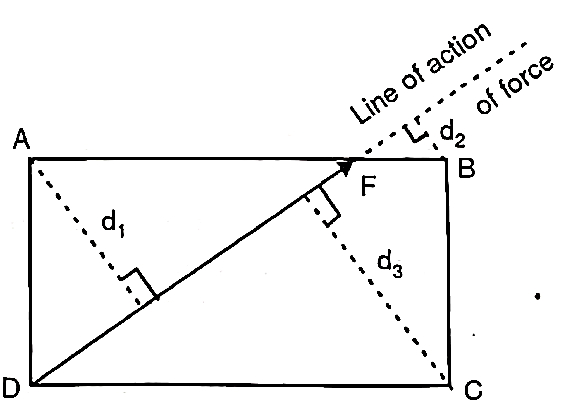 Line of action
of force
A
d2
B
F
d1
d3
D
C